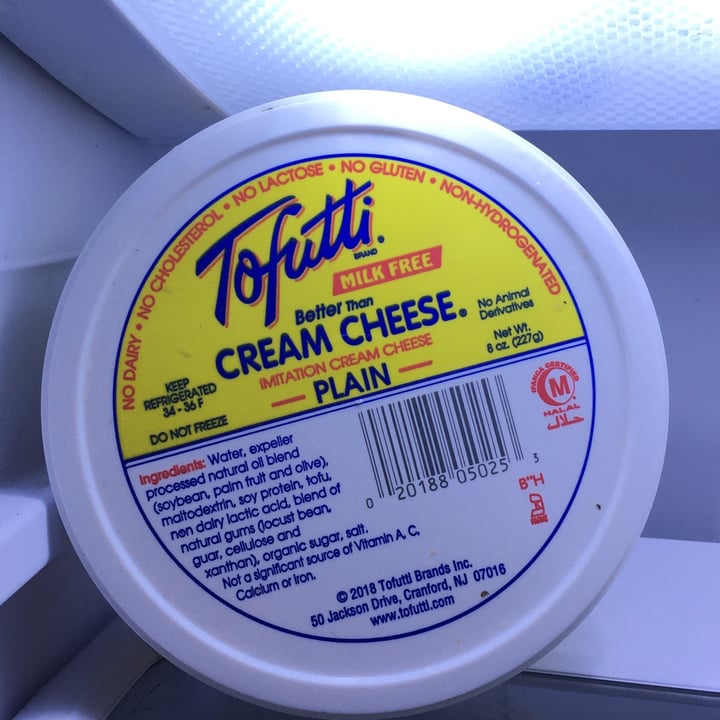 NO DAIRY • NO CHOLESTEROL • NO LACTOSE • NO GLUTEN • NON-HYDROGENATED
Tofutti.
BRAND
MILK FREE
Better Than
CREAM CHEESE®
IMITATION CREAM CHEESE
PLAIN
No Animal
Derivatives
Net Wt.
8 oz. (227g)
KEEP
REFRIGERATED
34 - 36 F
DO NOT FREEZE
Ingredients: Water, expeller
processed natural oil blend
(soybean, palm fruit and olive),
maltodextrin, soy protein, tofu,
non dairy lactic acid, blend of
natural gums (locust bean,
guar, cellulose and
xanthan), organic sugar, salt.
Not a significant source of Vitamin A, C,
Calcium or Iron.
0 20188 05025 3
IFANCA CERTIFIED
M
HALAL
حلال
B"H
K
© 2018 Tofutti Brands Inc.
50 Jackson Drive, Cranford, NJ 07016
www.tofutti.com